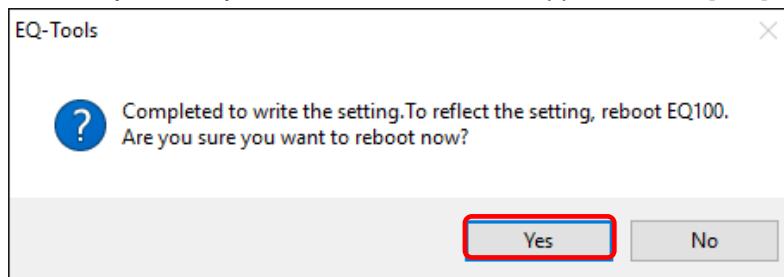 EQ-Tools
Completed to write the setting.To reflect the setting, reboot EQ100.
Are you sure you want to reboot now?
Yes
No